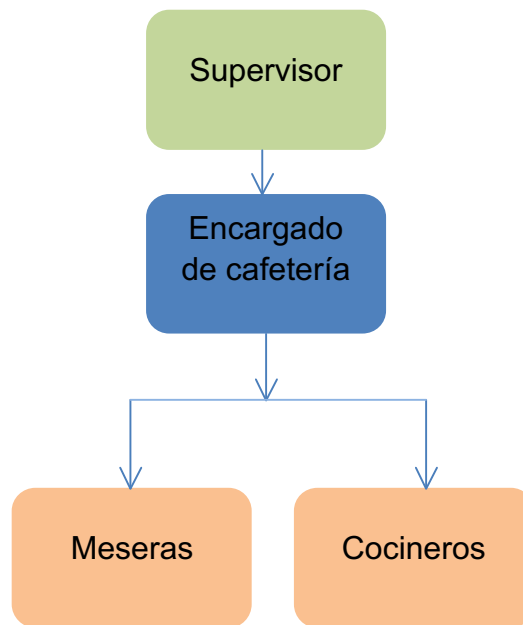 Supervisor
Encargado
de cafetería
Meseras
Cocineros